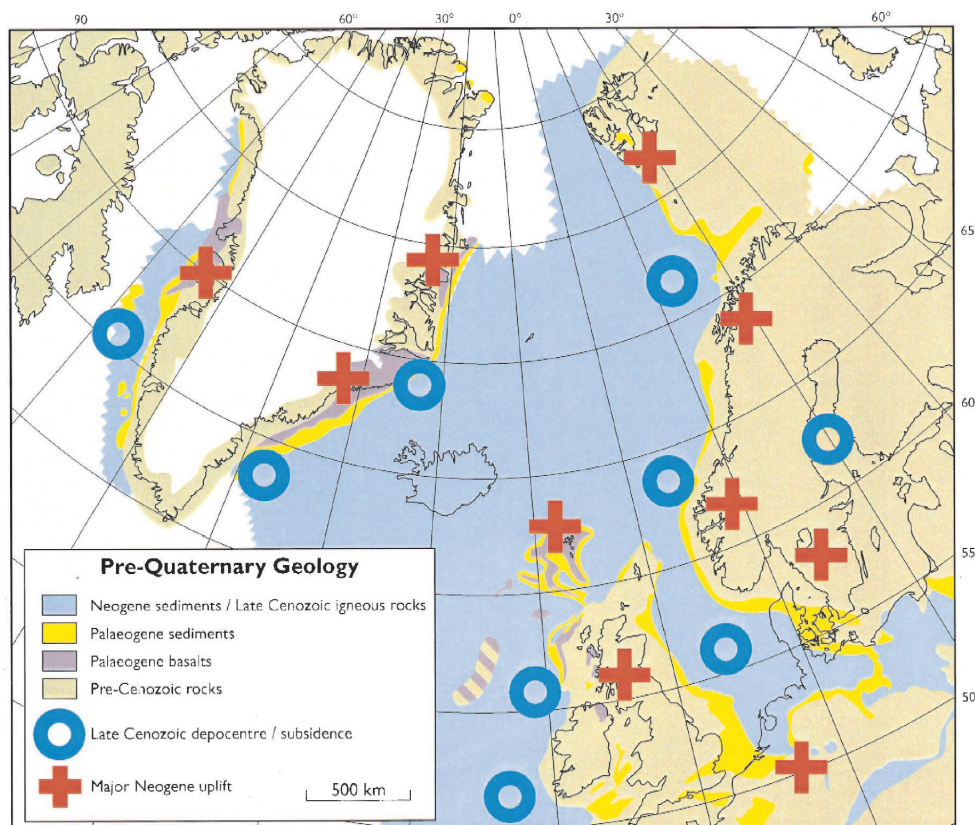 90
60°
30°
0°
30°
60°
65
60
50
Pre-Quaternary Geology
Neogene sediments / Late Cenozoic igneous rocks
Palaeogene sediments
Palaeogene basalts
Pre-Cenozoic rocks
Late Cenozoic depocentre / subsidence
Major Neogene uplift
500 km